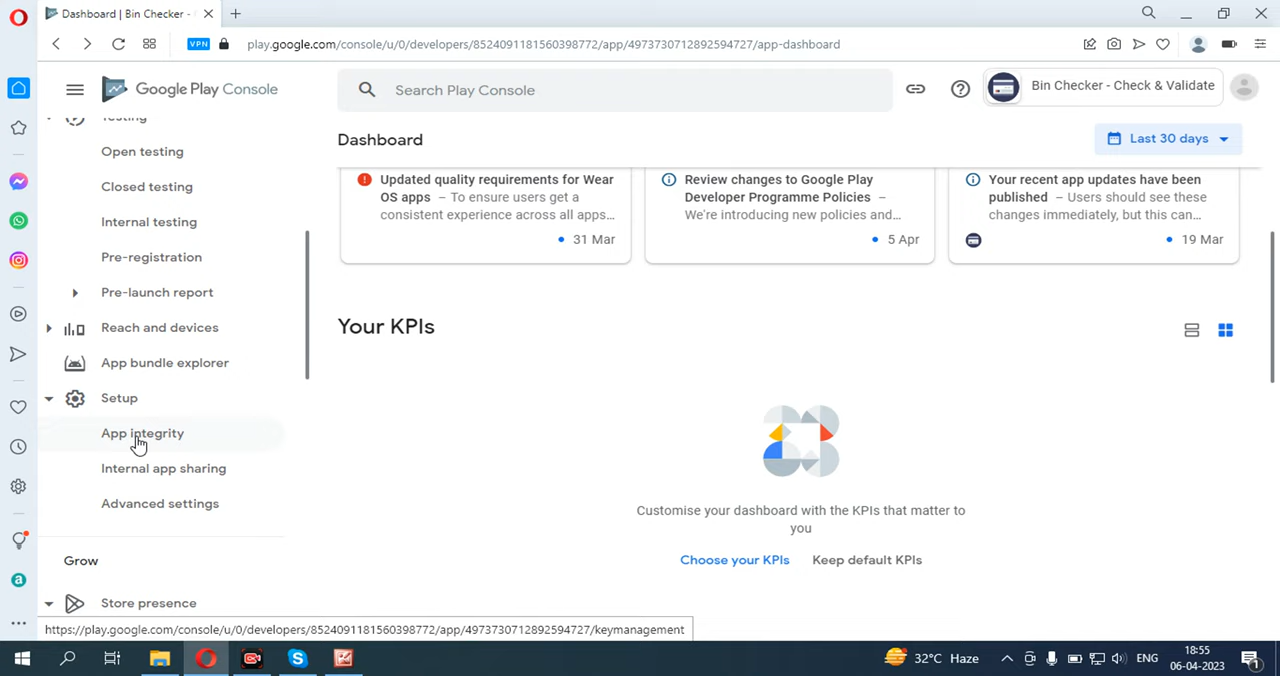 Dashboard | Bin Checker -
VPN
play.google.com/console/u/0/developers/8524091181560398772/app/4973730712892594727/app-dashboard
Google Play Console
Search Play Console
Bin Checker - Check & Validate
Testing
Open testing
Closed testing
Internal testing
Pre-registration
Pre-launch report
Reach and devices
App bundle explorer
Setup
App integrity
Internal app sharing
Advanced settings
Grow
Store presence
Dashboard
Last 30 days
Updated quality requirements for Wear
OS apps – To ensure users get a
consistent experience across all apps...
31 Mar
Review changes to Google Play
Developer Programme Policies –
We're introducing new policies and...
5 Apr
Your recent app updates have been
published – Users should see these
changes immediately, but this can...
19 Mar
Your KPIs
Customise your dashboard with the KPIs that matter to
you
Choose your KPIs
Keep default KPIs
https://play.google.com/console/u/0/developers/8524091181560398772/app/4973730712892594727/keymanagement
32°C Haze
ENG
18:55
06-04-2023
1